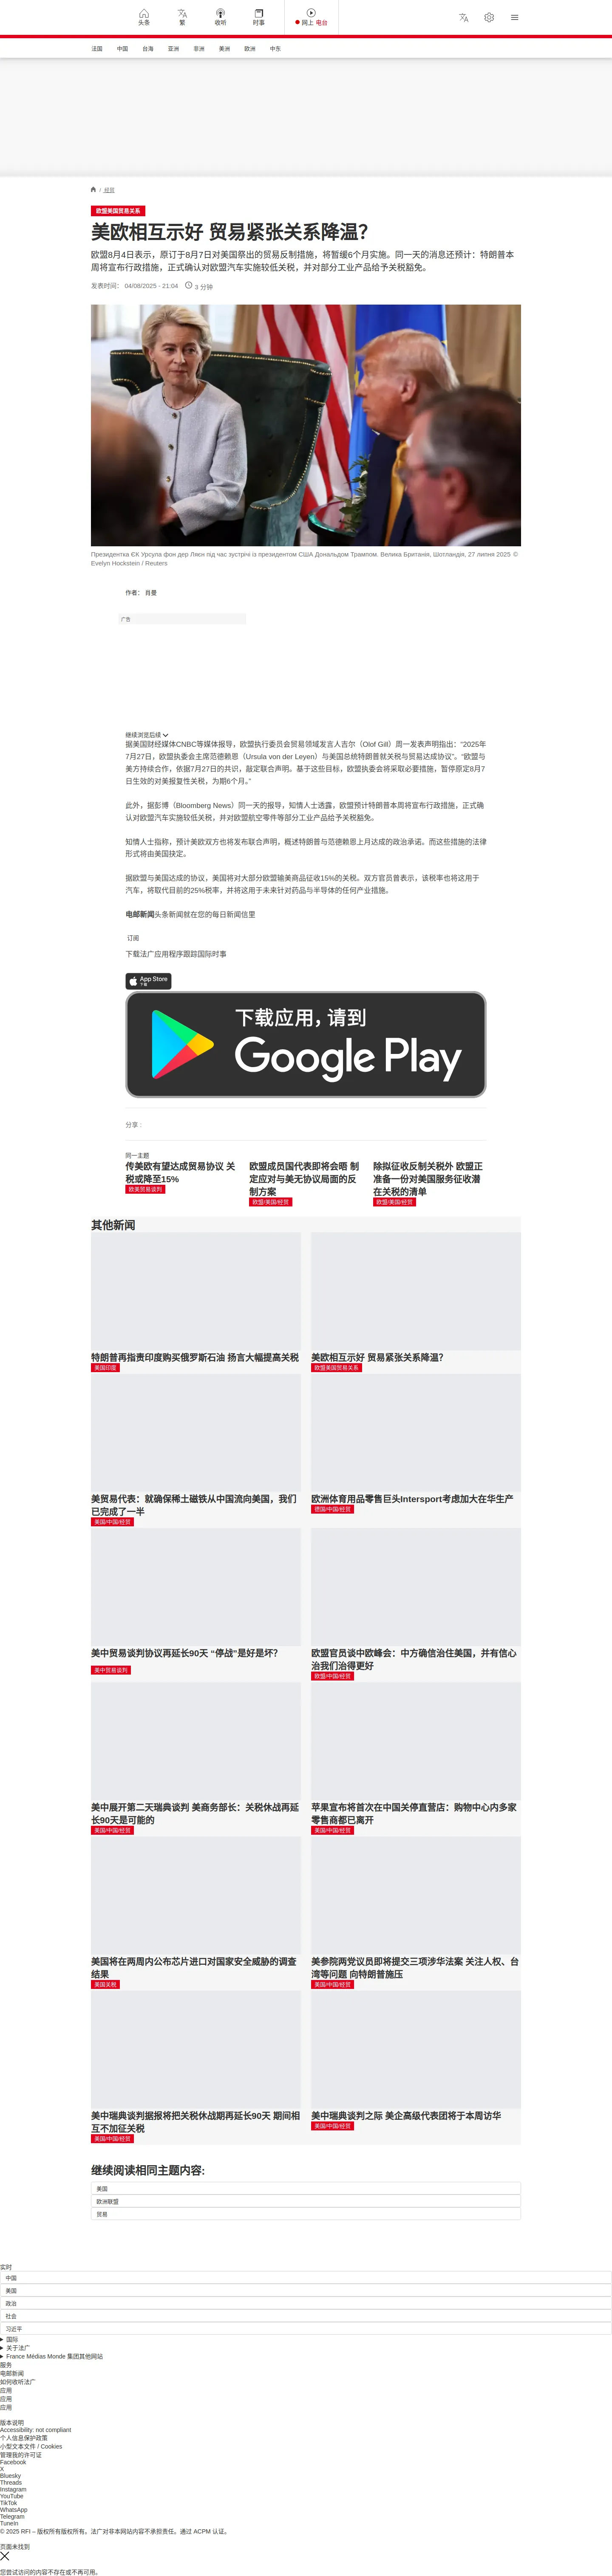 头条
繁
收听
时事
网上 电台
法国 中国 台海 亚洲 非洲 美洲 欧洲 中东
/ 经贸
欧盟美国贸易关系
美欧相互示好 贸易紧张关系降温？
欧盟8月4日表示，原订于8月7日对美国祭出的贸易反制措施，将暂缓6个月实施。同一天的消息还预计：特朗普本
周将宣布行政措施，正式确认对欧盟汽车实施较低关税，并对部分工业产品给予关税豁免。
发表时间： 04/08/2025 - 21:04
3 分钟
Президентка ЄК Урсула фон дер Ляєн під час зустрічі із президентом США Дональдом Трампом. Велика Британія, Шотландія, 27 липня 2025 ©
Evelyn Hockstein / Reuters
作者： 肖曼
广告
继续浏览后续
据美国财经媒体CNBC等媒体报导，欧盟执行委员会贸易领域发言人吉尔（Olof Gill）周一发表声明指出：“2025年
7月27日，欧盟执委会主席范德赖恩（Ursula von der Leyen）与美国总统特朗普就关税与贸易达成协议”。“欧盟与
美方持续合作，依据7月27日的共识，敲定联合声明。基于这些目标，欧盟执委会将采取必要措施，暂停原定8月7
日生效的对美报复性关税，为期6个月。”
此外，据彭博（Bloomberg News）同一天的报导，知情人士透露，欧盟预计特朗普本周将宣布行政措施，正式确
认对欧盟汽车实施较低关税，并对欧盟航空零件等部分工业产品给予关税豁免。
知情人士指称，预计美欧双方也将发布联合声明，概述特朗普与范德赖恩上月达成的政治承诺。而这些措施的法律
形式将由美国抉定。
据欧盟与美国达成的协议，美国将对大部分欧盟输美商品征收15%的关税。双方官员曾表示，该税率也将这用于
汽车，将取代目前的25%税率，并将这用于未来针对药品与半导体的任何产业措施。
电邮新闻头条新闻就在您的每日新闻信里
订阅
下载法广应用程序跟踪国际时事
App Store
下载
下载应用，请到
Google Play
分享 :
同一主题
传美欧有望达成贸易协议 关
税或降至15%
欧美贸易谈判
欧盟成员国代表即将会晤 制
定应对与美无协议局面的反
制方案
欧盟/美国/经贸
除拟征收反制关税外 欧盟正
准备一份对美国服务征收潜
在关税的清单
欧盟/美国/经贸
其他新闻
特朗普再指责印度购买俄罗斯石油 扬言大幅提高关税
美国印度
美欧相互示好 贸易紧张关系降温？
欧盟美国贸易关系
美贸易代表：就确保稀土磁铁从中国流向美国，我们
已完成了一半
美国/中国/经贸
欧洲体育用品零售巨头Intersport考虑加大在华生产
德国/中国/经贸
美中贸易谈判协议再延长90天 “停战”是好是坏？
美中贸易谈判
欧盟官员谈中欧峰会：中方确信治住美国，并有信心
治我们治得更好
欧盟/中国/经贸
美中展开第二天瑞典谈判 美商务部长：关税休战再延
长90天是可能的
美国/中国/经贸
苹果宣布将首次在中国关停直营店：购物中心内多家
零售商都已离开
美国/中国/经贸
美国将在两周内公布芯片进口对国家安全威胁的调查
结果
美国关税
美参院两党议员即将提交三项涉华法案 关注人权、台
湾等问题 向特朗普施压
美国/中国/经贸
美中瑞典谈判据报将把关税休战期再延长90天 期间相
互不加征关税
美国/中国/经贸
美中瑞典谈判之际 美企高级代表团将于本周访华
美国/中国/经贸
继续阅读相同主题内容:
美国
欧洲联盟
贸易
实时
中国
美国
政治
社会
习近平
国际
关于法广
France Médias Monde 集团其他网站
服务
电邮新闻
如何收听法广
应用
应用
应用
版本说明
Accessibility: not compliant
个人信息保护政策
小型文本文件 / Cookies
管理我的许可证
Facebook
X
Bluesky
Threads
Instagram
YouTube
TikTok
WhatsApp
Telegram
TuneIn
© 2025 RFI – 版权所有版权所有。法广对非本网站内容不承担责任。通过 ACPM 认证。
页面未找到
您尝试访问的内容不存在或不再可用。